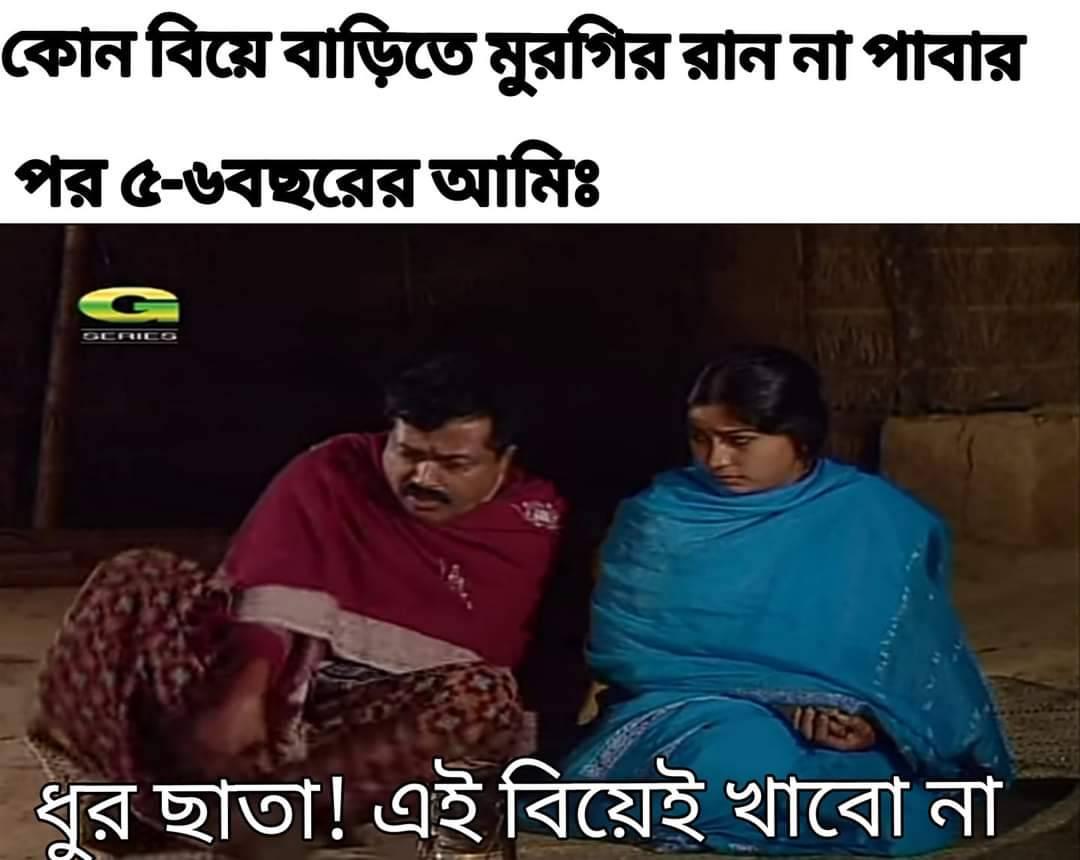 কোন বিয়ে বাড়িতে মুরগির রান না পাবার
পর ৫-৬বছরের আমিঃ
G
SERIES
ধুর ছাতা! এই বিয়েই খাবো না